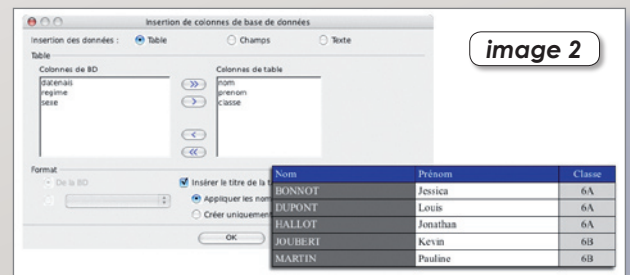 Insertion de colonnes de base de données
Insertion des données : Table Champs Texte
image 2
Table
Colonnes de BD Colonnes de table
datenais nom
regime prenom
sexe classe
Format
De la BD
Insérer le titre de la t
Appliquer les nom
Créer uniquement
OK
Nom Prénom Classe
BONNOT Jessica 6A
DUPONT Louis 6A
HALLOT Jonathan 6A
JOUBERT Kevin 6B
MARTIN Pauline 6B